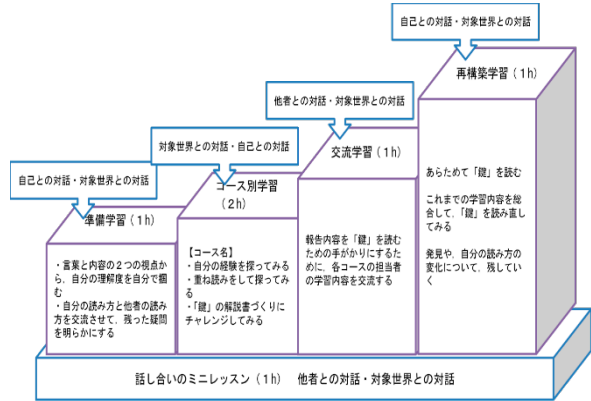 自己との対話・対象世界との対話
準備学習(1h)
・言葉と内容の2つの視点
から,自分の理解度を自分で掴
む
・自分の読み方と他者の読み
方を交流させて,残った疑問
を明らかにする
対象世界との対話・自己との対話
コース別学習
(2h)
【コース名】
・自分の経験を探ってみる
・重ね読みをして探ってみ
る
・「鍵」の解説書づくりに
チャレンジしてみる
他者との対話・対象世界との対話
交流学習(1h)
報告内容を「鍵」を読む
ための手がかりにするた
めに,各コースの担当者
の学習内容を交流する
自己との対話・対象世界との対話
再構築学習(1h)
あらためて「鍵」を読む
これまでの学習内容を総
合して,「鍵」を読み直し
てみる
発見や,自分の読み方の
変化について,残してい
く
話し合いのミニレッスン(1h) 他者との対話・対象世界との対話